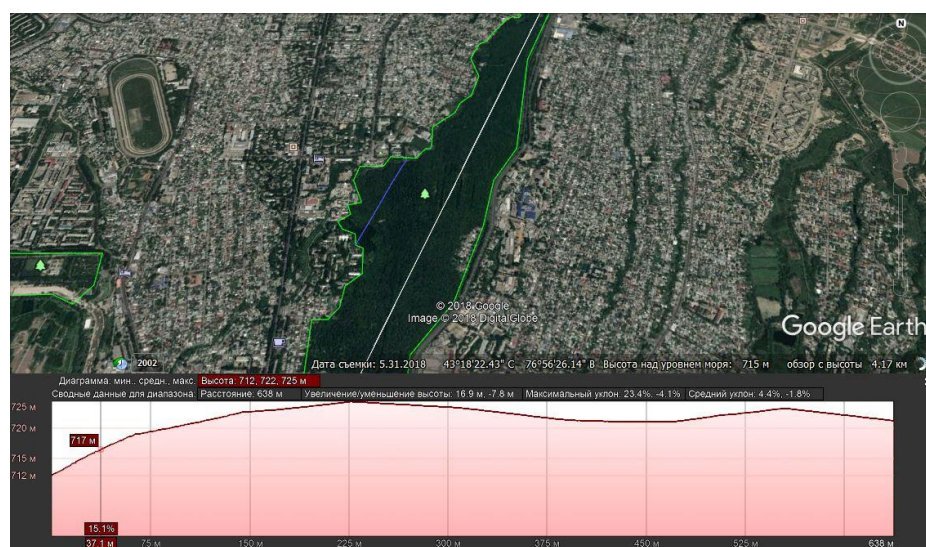 N
© 2018 Google
Image © 2018 DigitalGlobe
Google Earth
2002
Дата съемки: 5.31.2018 43°18'22.43" С 76°56'26.14" В Высота над уровнем моря: 715 м обзор с высоты 4.17 км
Диаграмма: мин., средн., макс. Высота: 712, 722, 725 м
Сводные данные для диапазона: Расстояние: 638 м Увеличение/уменьшение высоты: 16.9 м, -7.8 м Максимальный уклон: 23.4%, -4.1% Средний уклон: 4.4%, -1.8%
725 м
720 м
717 м
715 м
712 м
15.1%
37.1 м 75 м 150 м 225 м 300 м 375 м 450 м 525 м 638 м